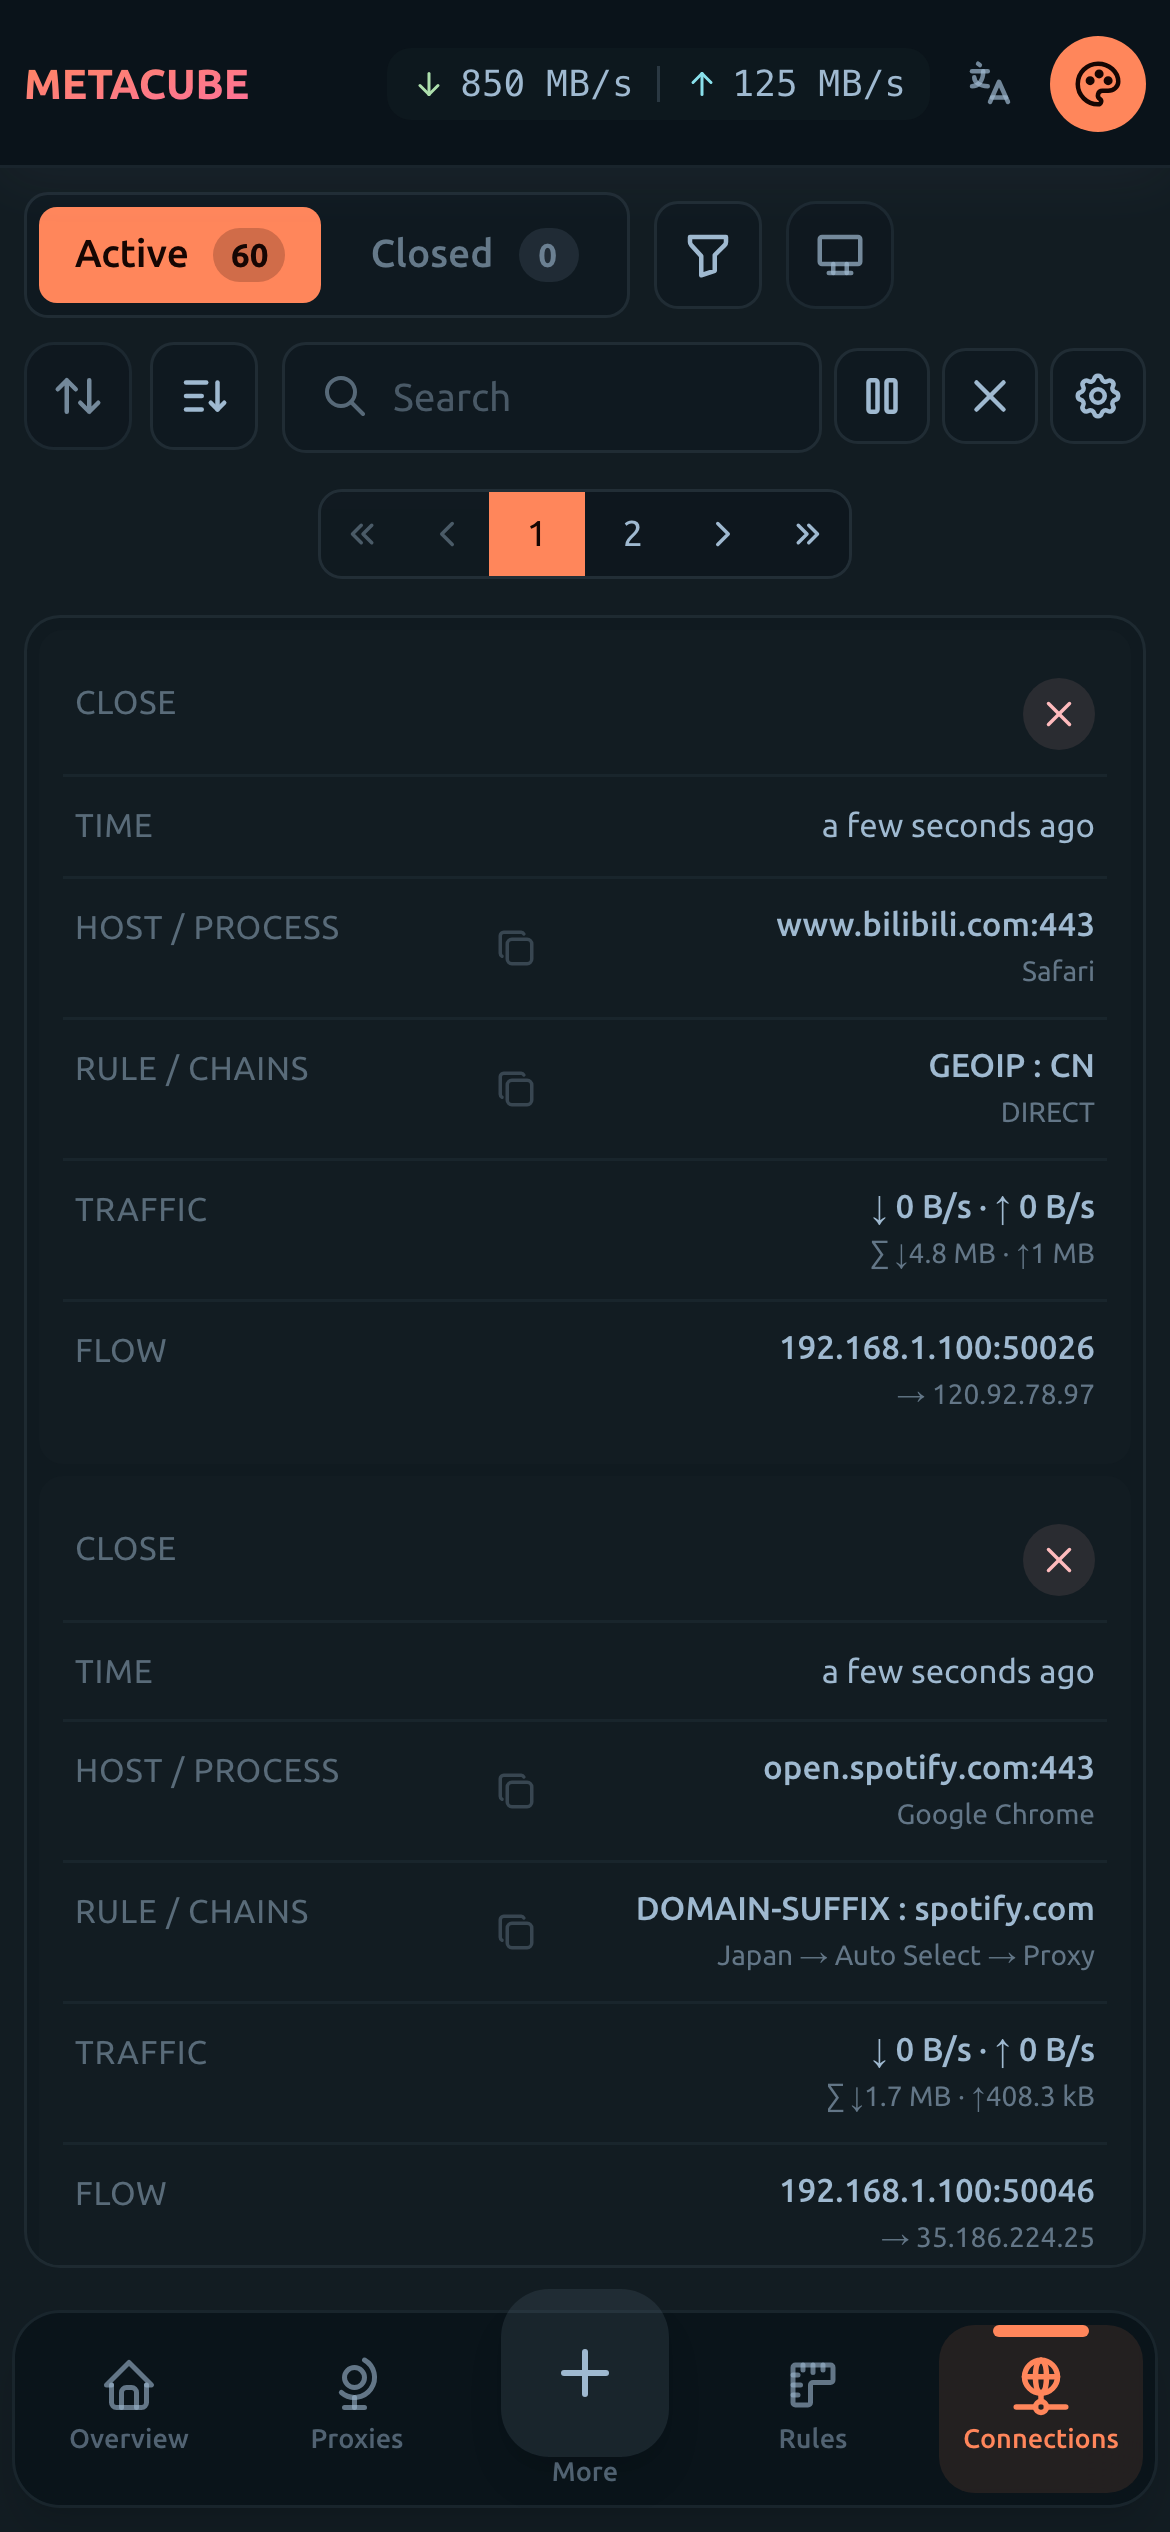 METACUBE
↓ 850 MB/s | ↑ 125 MB/s
Active 60 Closed 0
Search
« ‹ 1 2 › »
CLOSE
TIME a few seconds ago
HOST / PROCESS www.bilibili.com:443
Safari
RULE / CHAINS GEOIP : CN
DIRECT
TRAFFIC ↓ 0 B/s · ↑ 0 B/s
∑ ↓4.8 MB · ↑1 MB
FLOW 192.168.1.100:50026
→ 120.92.78.97
CLOSE
TIME a few seconds ago
HOST / PROCESS open.spotify.com:443
Google Chrome
RULE / CHAINS DOMAIN-SUFFIX : spotify.com
Japan → Auto Select → Proxy
TRAFFIC ↓ 0 B/s · ↑ 0 B/s
∑ ↓1.7 MB · ↑408.3 kB
FLOW 192.168.1.100:50046
→ 35.186.224.25
Overview Proxies More Rules Connections